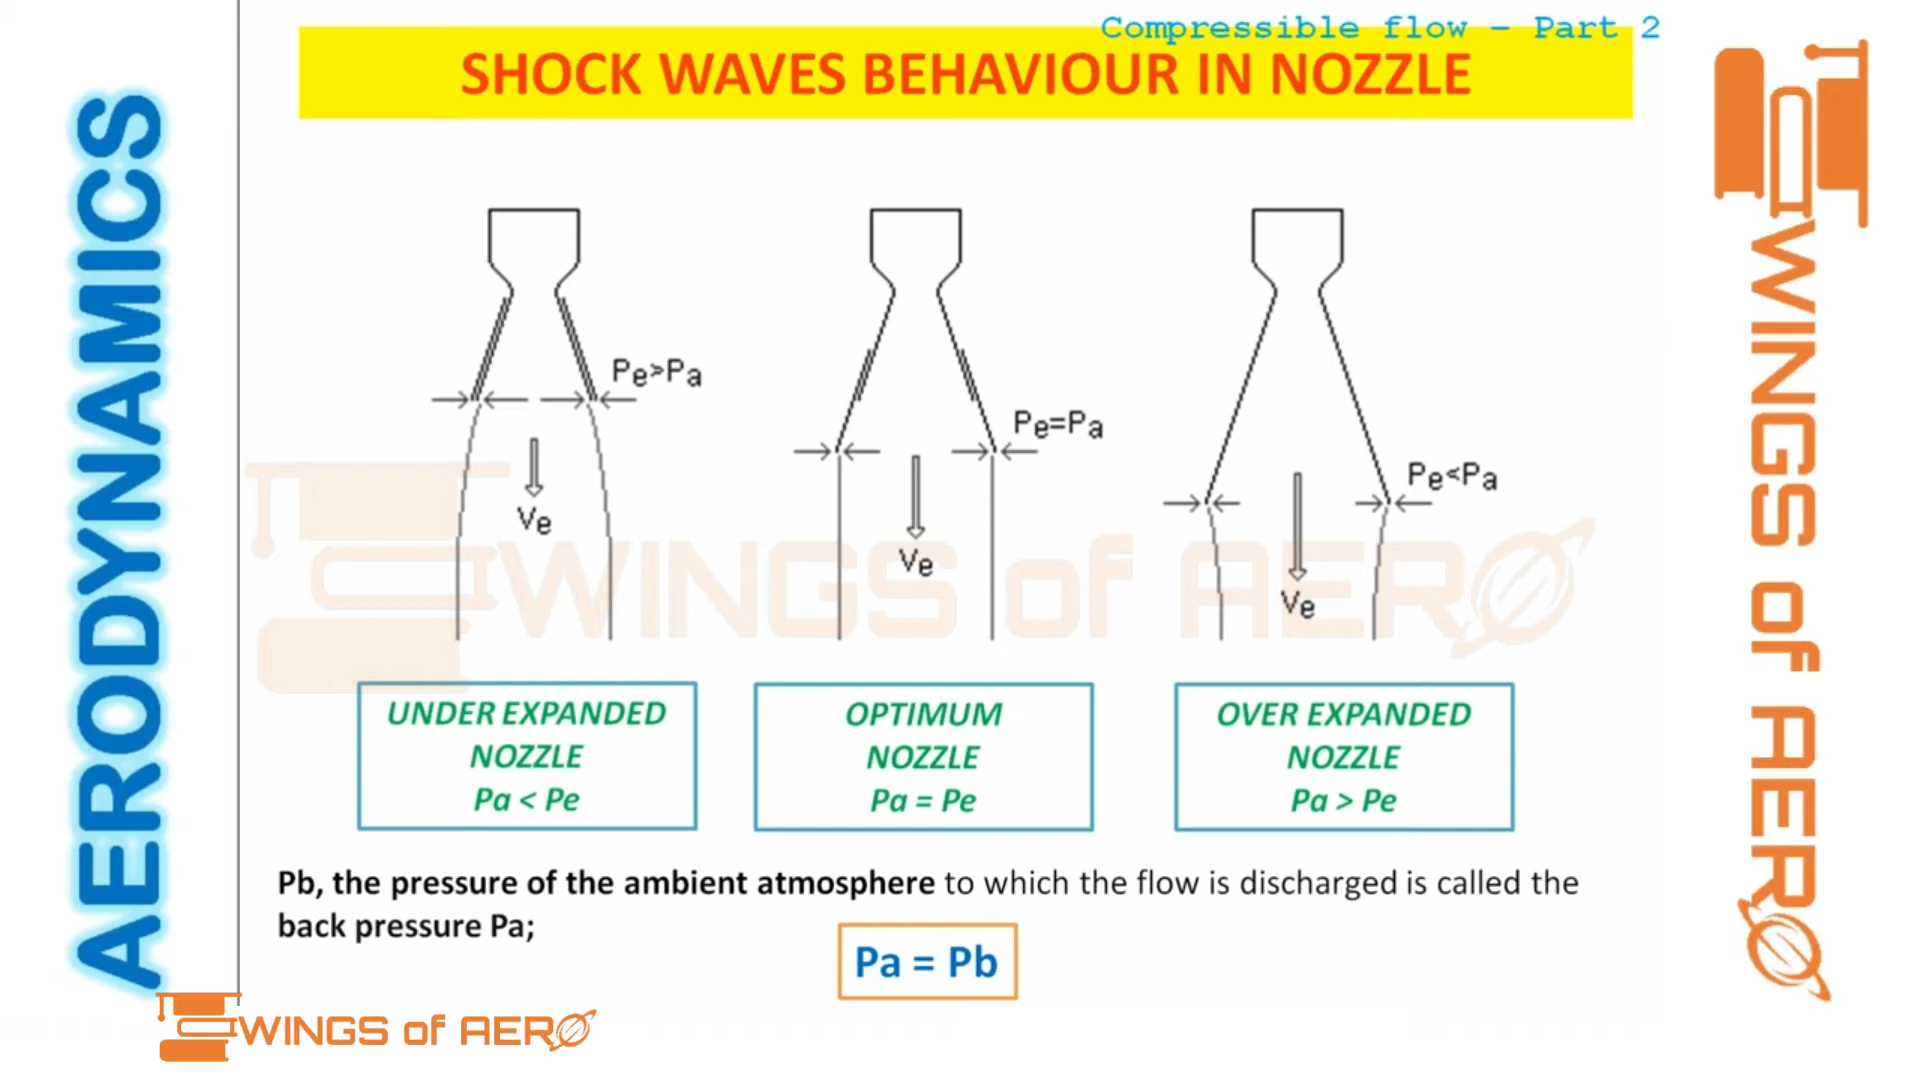 Compressible flow - Part 2
SHOCK WAVES BEHAVIOUR IN NOZZLE
AERODYNAMICS
WINGS of AERO
Pe>Pa
Pe=Pa
Pe<Pa
Ve
Ve
Ve
WINGS of AERO
UNDER EXPANDED
NOZZLE
Pa < Pe
OPTIMUM
NOZZLE
Pa = Pe
OVER EXPANDED
NOZZLE
Pa > Pe
Pb, the pressure of the ambient atmosphere to which the flow is discharged is called the
back pressure Pa;
Pa = Pb
WINGS of AERO